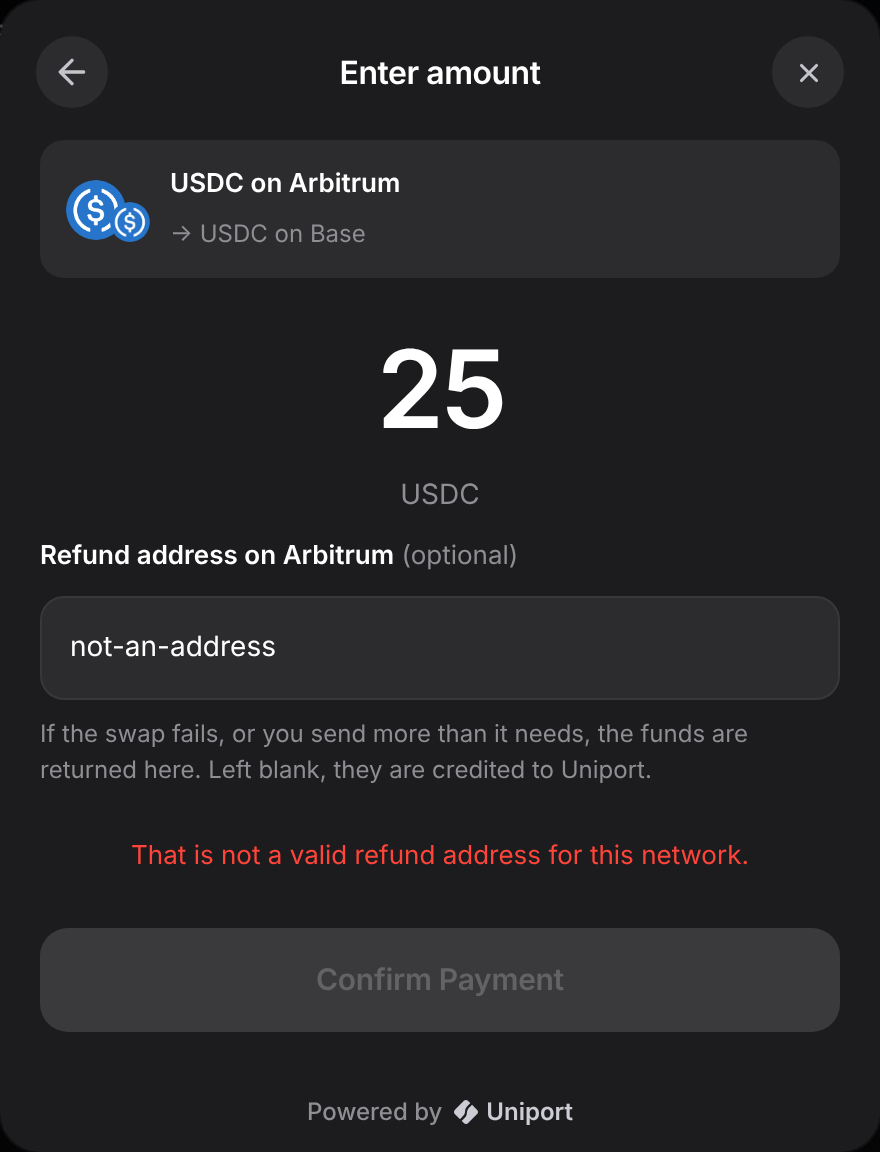 Enter amount
USDC on Arbitrum
→ USDC on Base
25
USDC
Refund address on Arbitrum (optional)
not-an-address
If the swap fails, or you send more than it needs, the funds are
returned here. Left blank, they are credited to Uniport.
That is not a valid refund address for this network.
Confirm Payment
Powered by Uniport